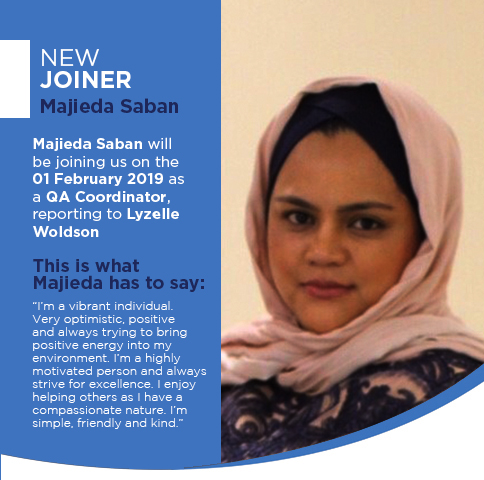 NEW
JOINER
Majieda Saban
Majieda Saban will
be joining us on the
01 February 2019 as
a QA Coordinator,
reporting to Lyzelle
Woldson
This is what
Majieda has to say:
“I’m a vibrant individual.
Very optimistic, positive
and always trying to bring
positive energy into my
environment. I’m a highly
motivated person and always
strive for excellence. I enjoy
helping others as I have a
compassionate nature. I’m
simple, friendly and kind.”